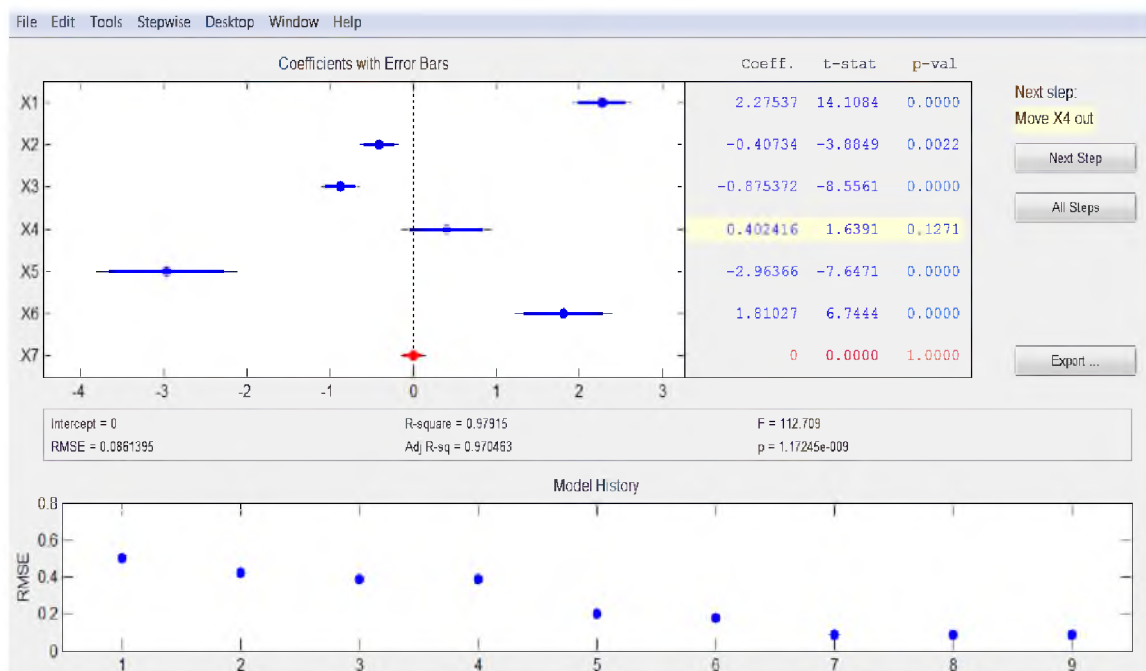 File Edit Tools Stepwise Desktop Window Help
Coefficients with Error Bars
Coeff. t-stat p-val
X1 2.27537 14.1084 0.0000
X2 -0.40734 -3.8849 0.0022
X3 -0.875372 -8.5561 0.0000
X4 0.402416 1.6391 0.1271
X5 -2.96366 -7.6471 0.0000
X6 1.81027 6.7444 0.0000
X7 0 0.0000 1.0000
-4 -3 -2 -1 0 1 2 3
Next step:
Move X4 out
Next Step
All Steps
Export ...
Intercept = 0 R-square = 0.97915 F = 112.709
RMSE = 0.0861395 Adj R-sq = 0.970463 p = 1.17245e-009
Model History
RMSE
0.8
0.6
0.4
0.2
0
1 2 3 4 5 6 7 8 9